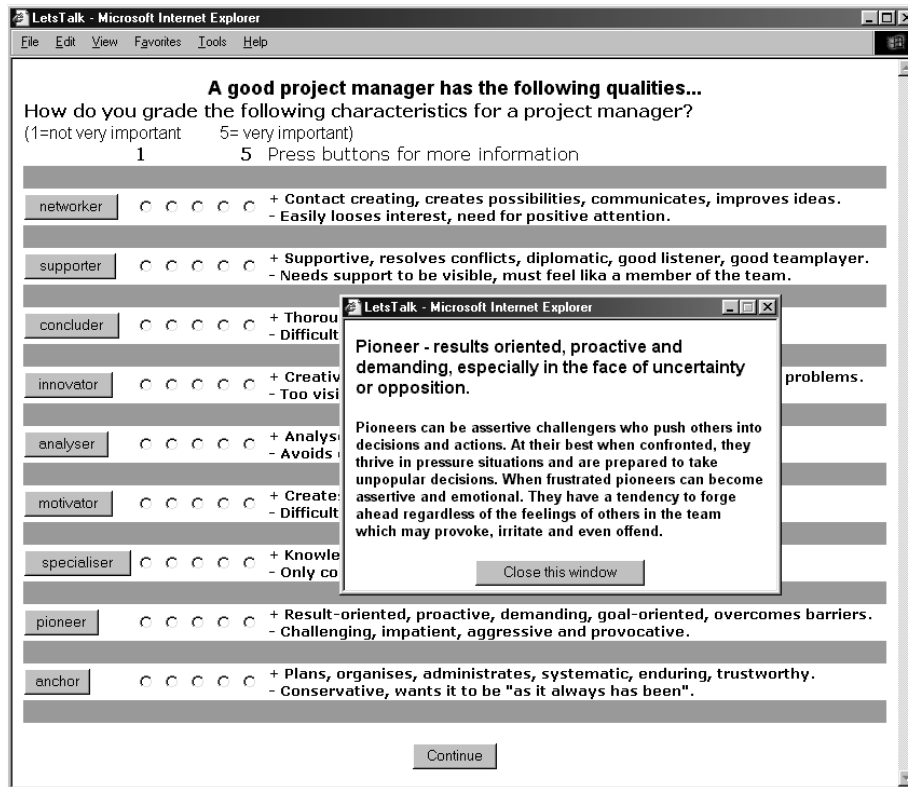 LetsTalk - Microsoft Internet Explorer
File Edit View Favorites Tools Help
A good project manager has the following qualities...
How do you grade the following characteristics for a project manager?
(1=not very important 5= very important)
1 5 Press buttons for more information
networker
+ Contact creating, creates possibilities, communicates, improves ideas.
- Easily looses interest, need for positive attention.
supporter
+ Supportive, resolves conflicts, diplomatic, good listener, good teamplayer.
- Needs support to be visible, must feel lika a member of the team.
concluder
+ Thorou
- Difficult
innovator
+ Creativ problems.
- Too visi
analyser
+ Analys
- Avoids
motivator
+ Create
- Difficult
specialiser
+ Knowle
- Only co
pioneer
+ Result-oriented, proactive, demanding, goal-oriented, overcomes barriers.
- Challenging, impatient, aggressive and provocative.
anchor
+ Plans, organises, administrates, systematic, enduring, trustworthy.
- Conservative, wants it to be "as it always has been".
Continue
LetsTalk - Microsoft Internet Explorer
Pioneer - results oriented, proactive and
demanding, especially in the face of uncertainty
or opposition.
Pioneers can be assertive challengers who push others into
decisions and actions. At their best when confronted, they
thrive in pressure situations and are prepared to take
unpopular decisions. When frustrated pioneers can become
assertive and emotional. They have a tendency to forge
ahead regardless of the feelings of others in the team
which may provoke, irritate and even offend.
Close this window